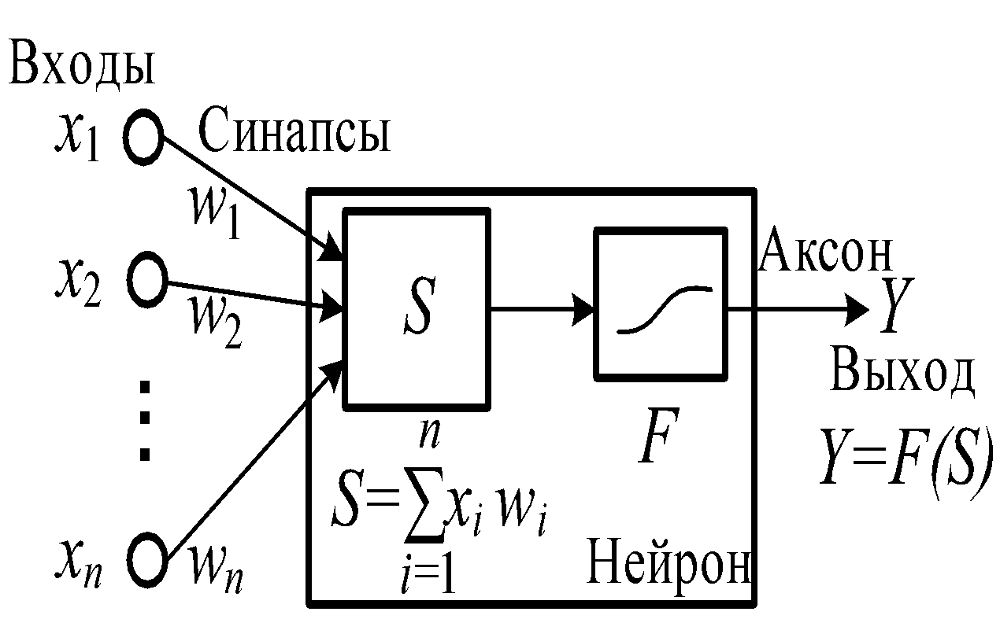 Входы
x1
Синапсы
w1
x2
w2
S
Аксон
Y
Выход
F
Y=F(S)
n
S=∑xi wi
i=1
xn
wn
Нейрон